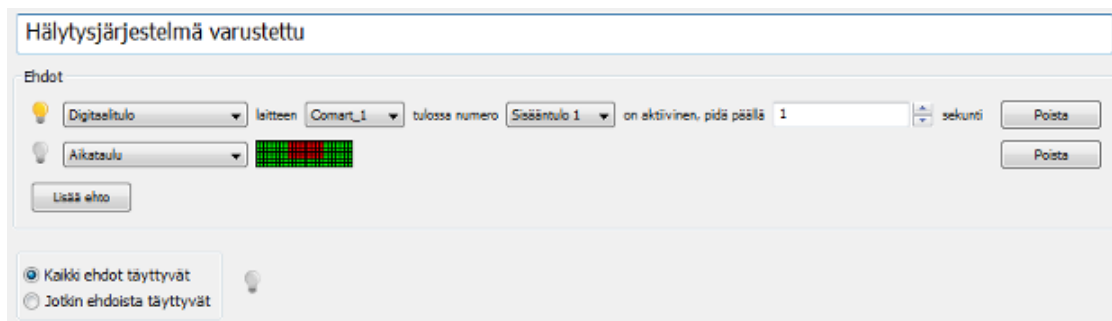 Hälytysjärjestelmä varustettu
Ehdot
Digitaalitulo laitteen Comart_1 tulossa numero Sisääntulo 1 on aktiivinen, pidä päällä 1 sekunti Poista
Aikataulu Poista
Lisää ehto
Kaikki ehdot täyttyvät
Jotkin ehdoista täyttyvät